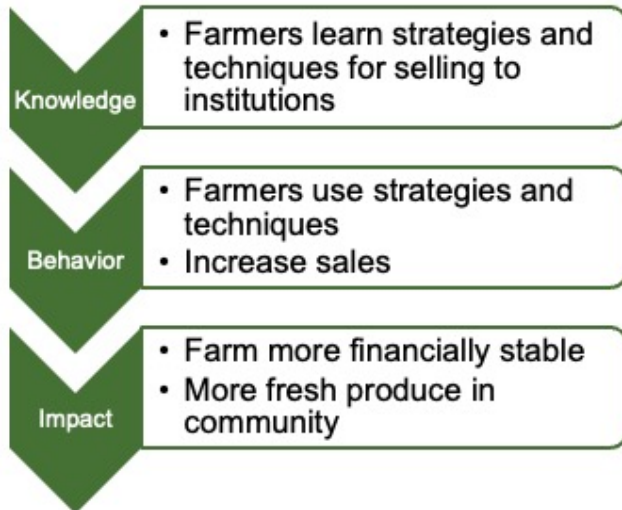 Knowledge
• Farmers learn strategies and
techniques for selling to
institutions
Behavior
• Farmers use strategies and
techniques
• Increase sales
Impact
• Farm more financially stable
• More fresh produce in
community